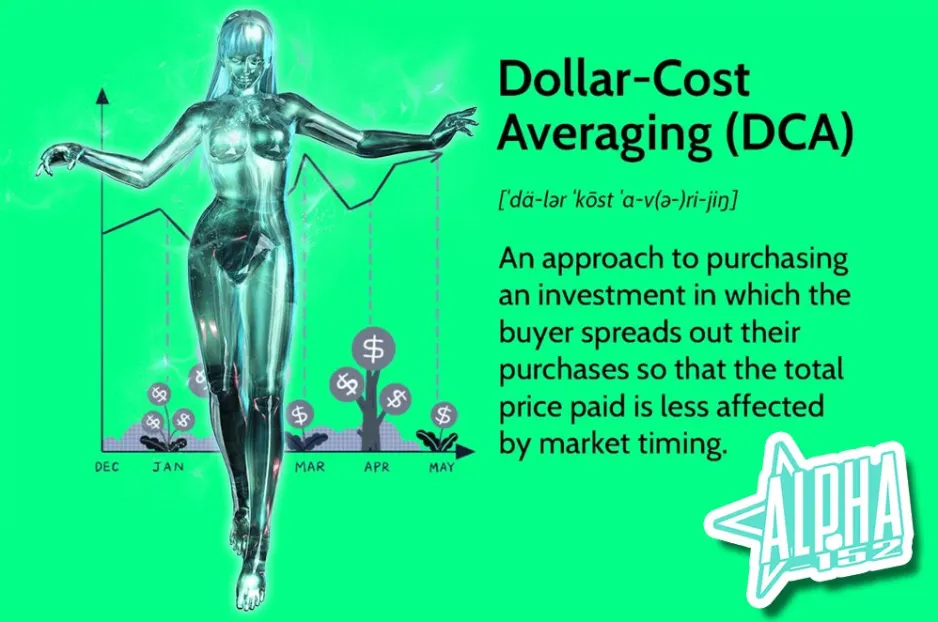 Dollar-Cost
Averaging (DCA)
[ˈdä-lər ˈkōst ˈa-v(ə-)ri-jiŋ]
An approach to purchasing
an investment in which the
buyer spreads out their
purchases so that the total
price paid is less affected
by market timing.
$
$
$
$
$
$
$
$
$
DEC JAN MAR APR MAY
ALPHA
-152